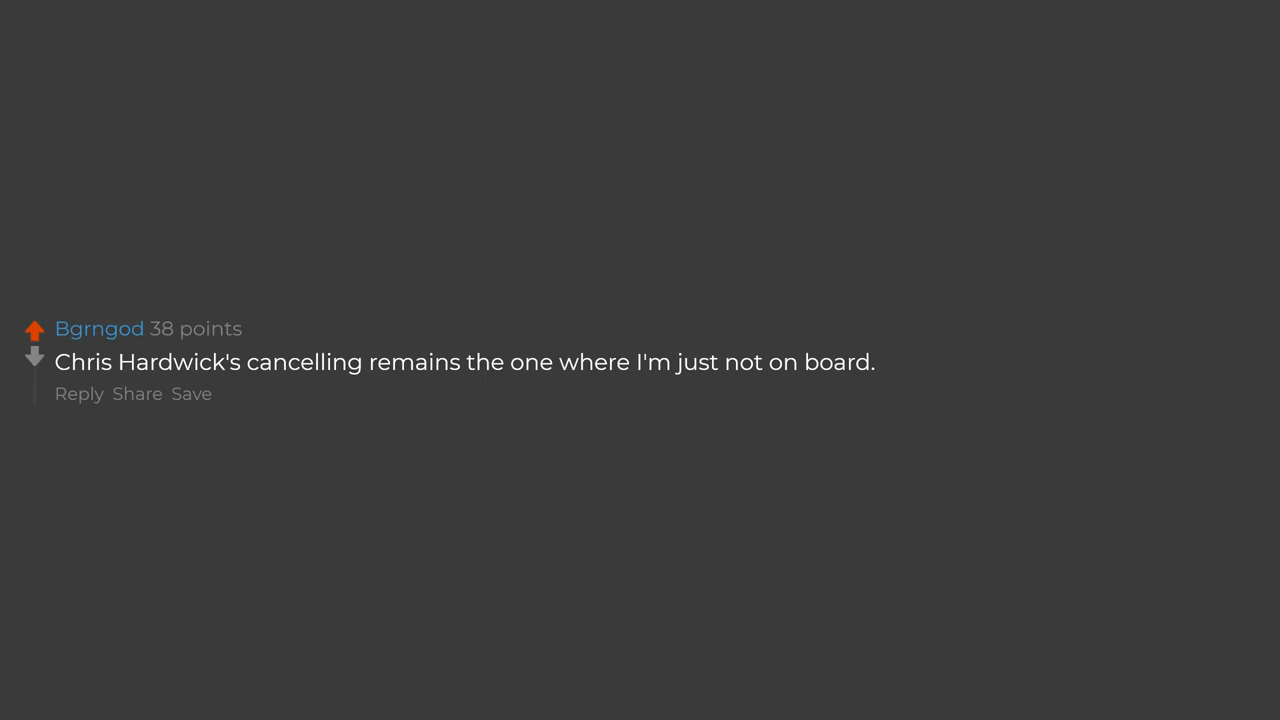 Bgrngod 38 points
Chris Hardwick's cancelling remains the one where I'm just not on board.
Reply Share Save